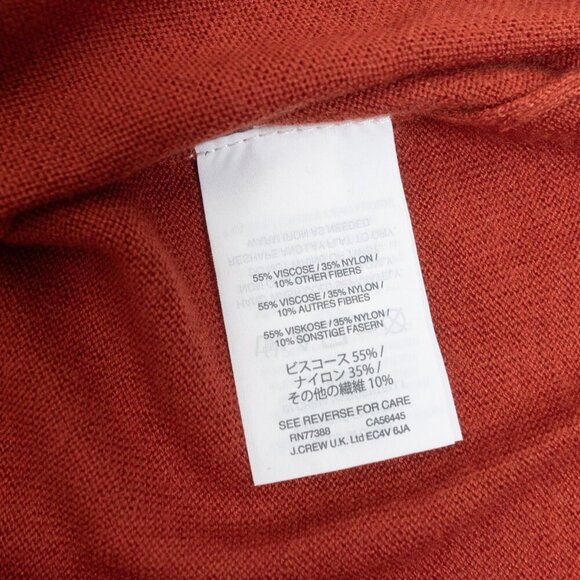 55% VISCOSE / 35% NYLON /
10% OTHER FIBERS
55% VISCOSE / 35% NYLON /
10% AUTRES FIBRES
55% VISKOSE / 35% NYLON /
10% SONSTIGE FASERN
ビスコース 55% /
ナイロン 35% /
その他の繊維 10%
SEE REVERSE FOR CARE
RN77388 CA56445
J.CREW U.K. Ltd EC4V 6JA